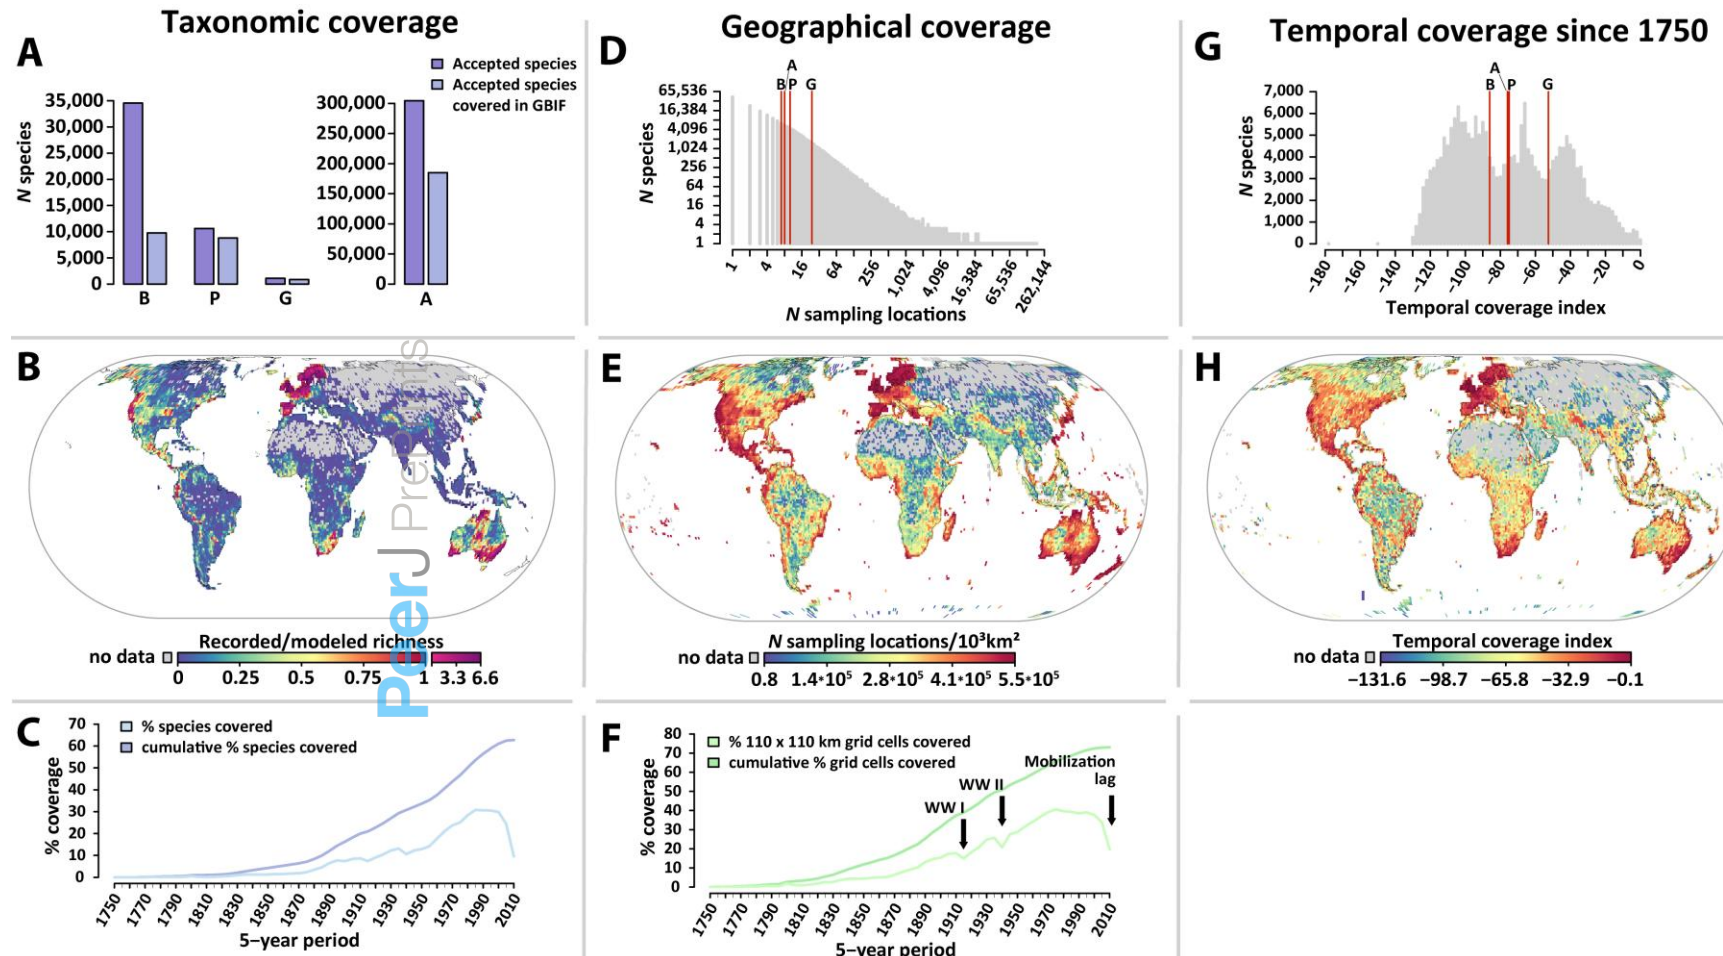 Taxonomic coverage
A
Accepted species
Accepted species
covered in GBIF
N species
35,000
30,000
25,000
20,000
15,000
10,000
5,000
0
B
P
G
300,000
250,000
200,000
150,000
100,000
50,000
0
A
B
Recorded/modeled richness
no data
0 0.25 0.5 0.75 1 3.3 6.6
C
% species covered
cumulative % species covered
% coverage
70
60
50
40
30
20
10
0
1750 1770 1790 1810 1830 1850 1870 1890 1910 1930 1950 1970 1990 2010
5−year period
PeerJ PrePrints
Geographical coverage
D
A
B P G
N species
65,536
16,384
4,096
1,024
256
64
16
4
1
1 4 16 64 256 1,024 4,096 16,384 65,536 262,144
N sampling locations
E
N sampling locations/10³km²
no data
0.8 1.4*10⁵ 2.8*10⁵ 4.1*10⁵ 5.5*10⁵
F
% 110 x 110 km grid cells covered
cumulative % grid cells covered
Mobilization
lag
WW II
WW I
% coverage
80
70
60
50
40
30
20
10
0
1750 1770 1790 1810 1830 1850 1870 1890 1910 1930 1950 1970 1990 2010
5−year period
Temporal coverage since 1750
G
A
B P G
N species
7,000
6,000
5,000
4,000
3,000
2,000
1,000
0
−180 −160 −140 −120 −100 −80 −60 −40 −20 0
Temporal coverage index
H
Temporal coverage index
no data
−131.6 −98.7 −65.8 −32.9 −0.1